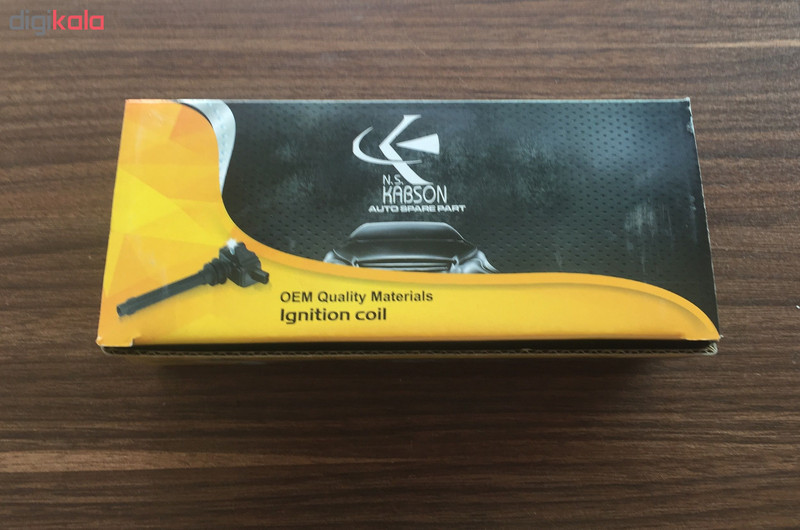 digikala
N.S.
KABSON
AUTO SPARE PART
OEM Quality Materials
Ignition coil